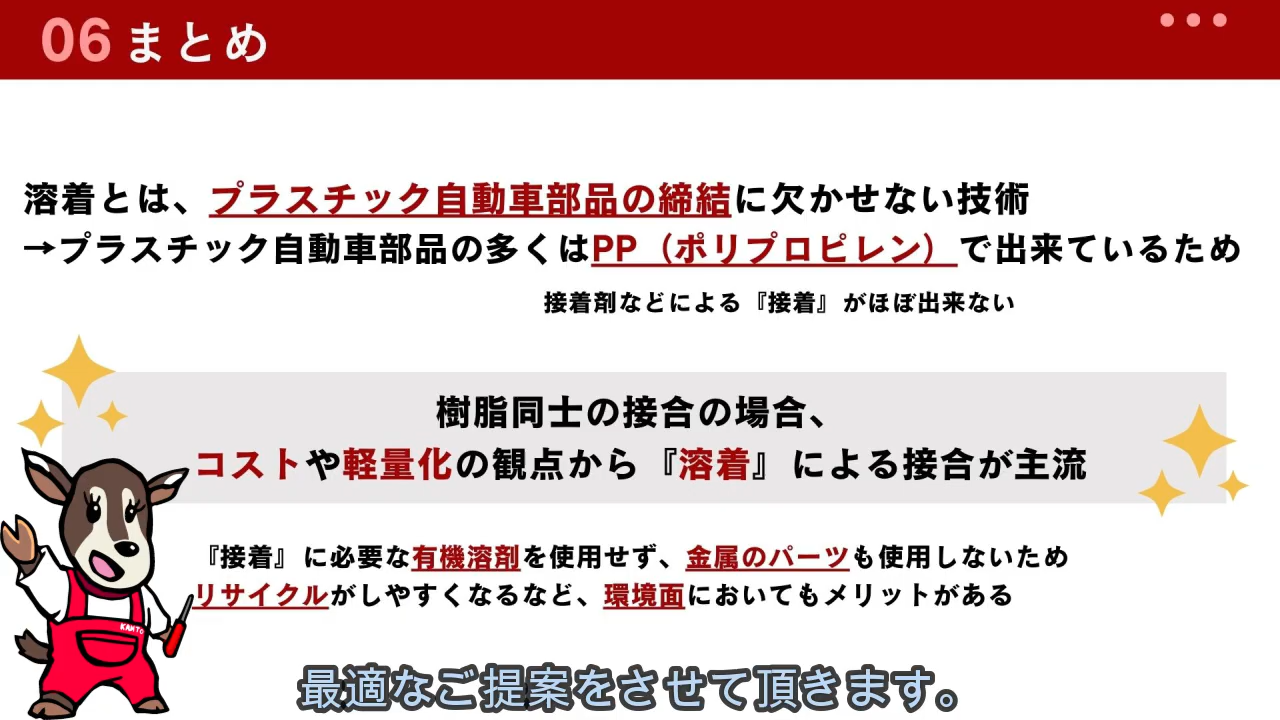 06 まとめ
溶着とは、プラスチック自動車部品の締結に欠かせない技術
→プラスチック自動車部品の多くはPP（ポリプロピレン）で出来ているため
接着剤などによる『接着』がほぼ出来ない
樹脂同士の接合の場合、
コストや軽量化の観点から『溶着』による接合が主流
『接着』に必要な有機溶剤を使用せず、金属のパーツも使用しないため
リサイクルがしやすくなるなど、環境面においてもメリットがある
KANTO
最適なご提案をさせて頂きます。